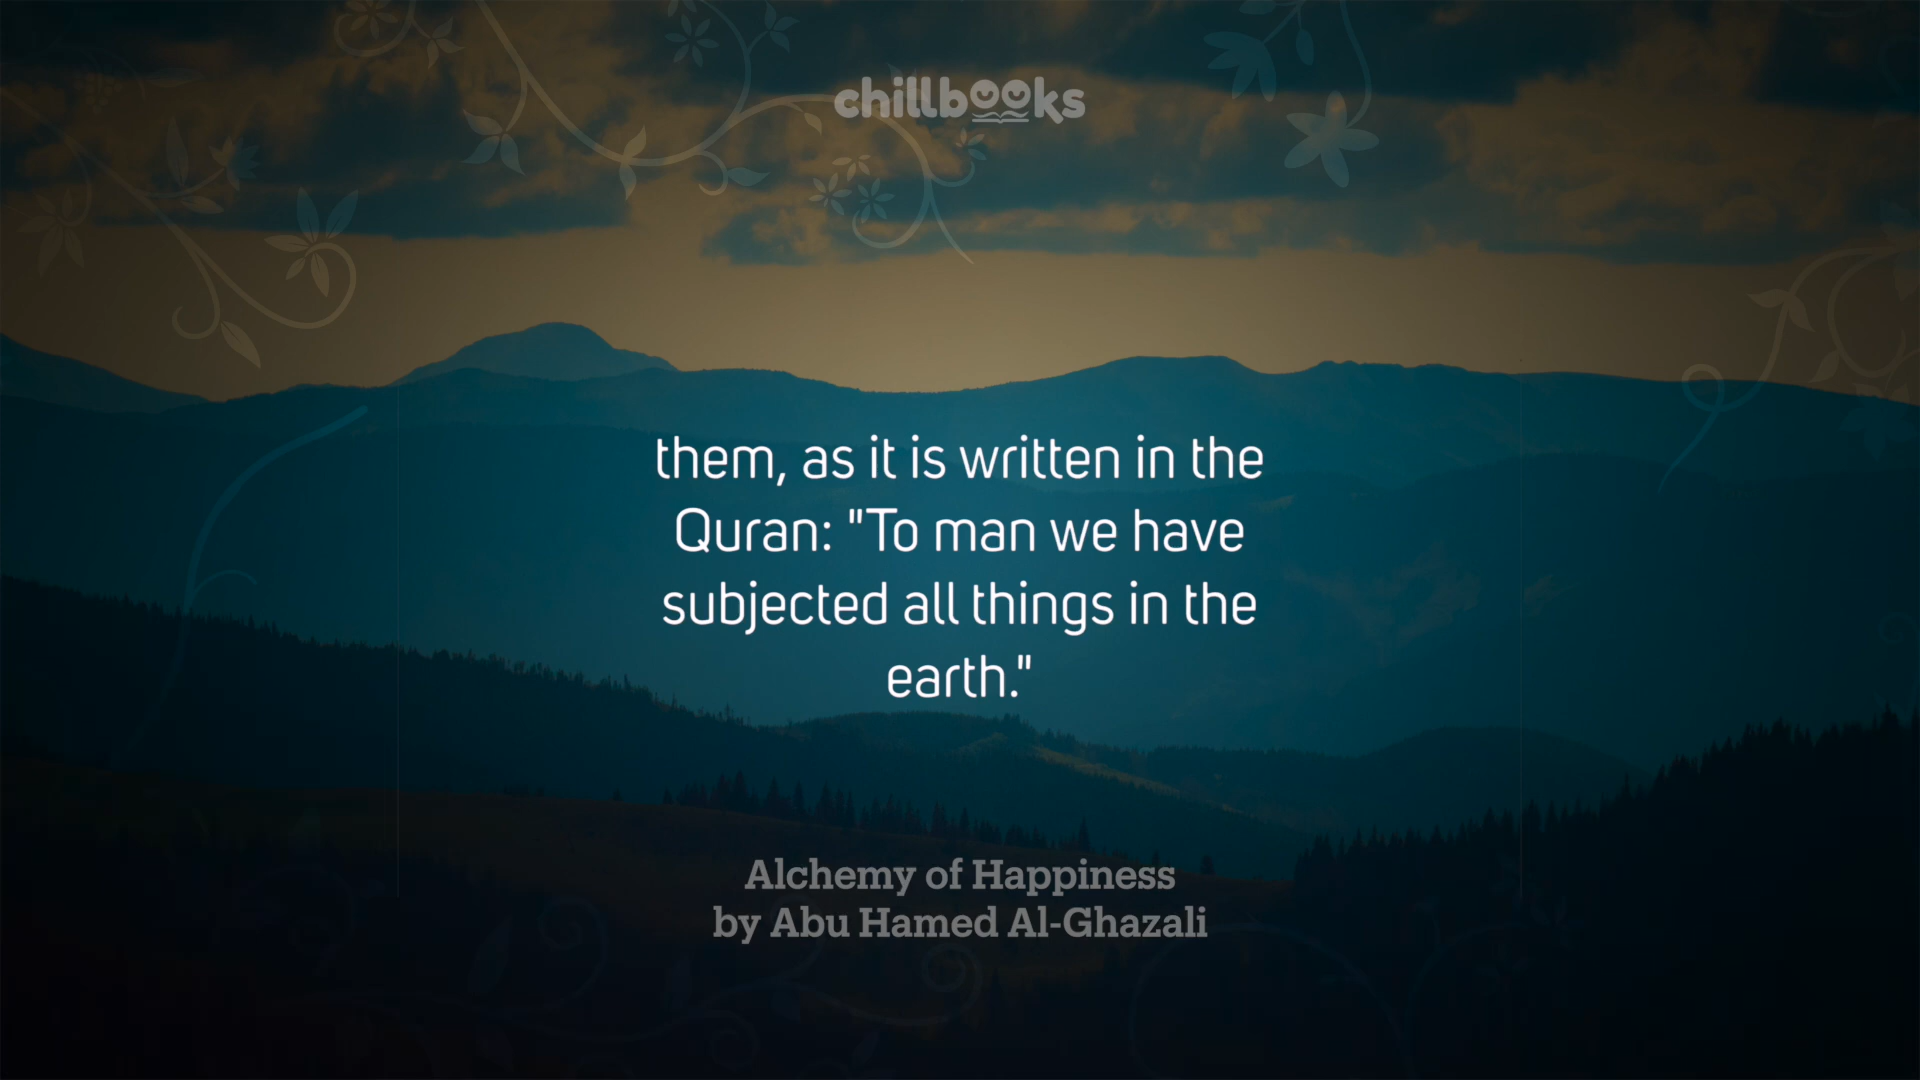 chillbooks
them, as it is written in the
Quran: "To man we have
subjected all things in the
earth."
Alchemy of Happiness
by Abu Hamed Al-Ghazali